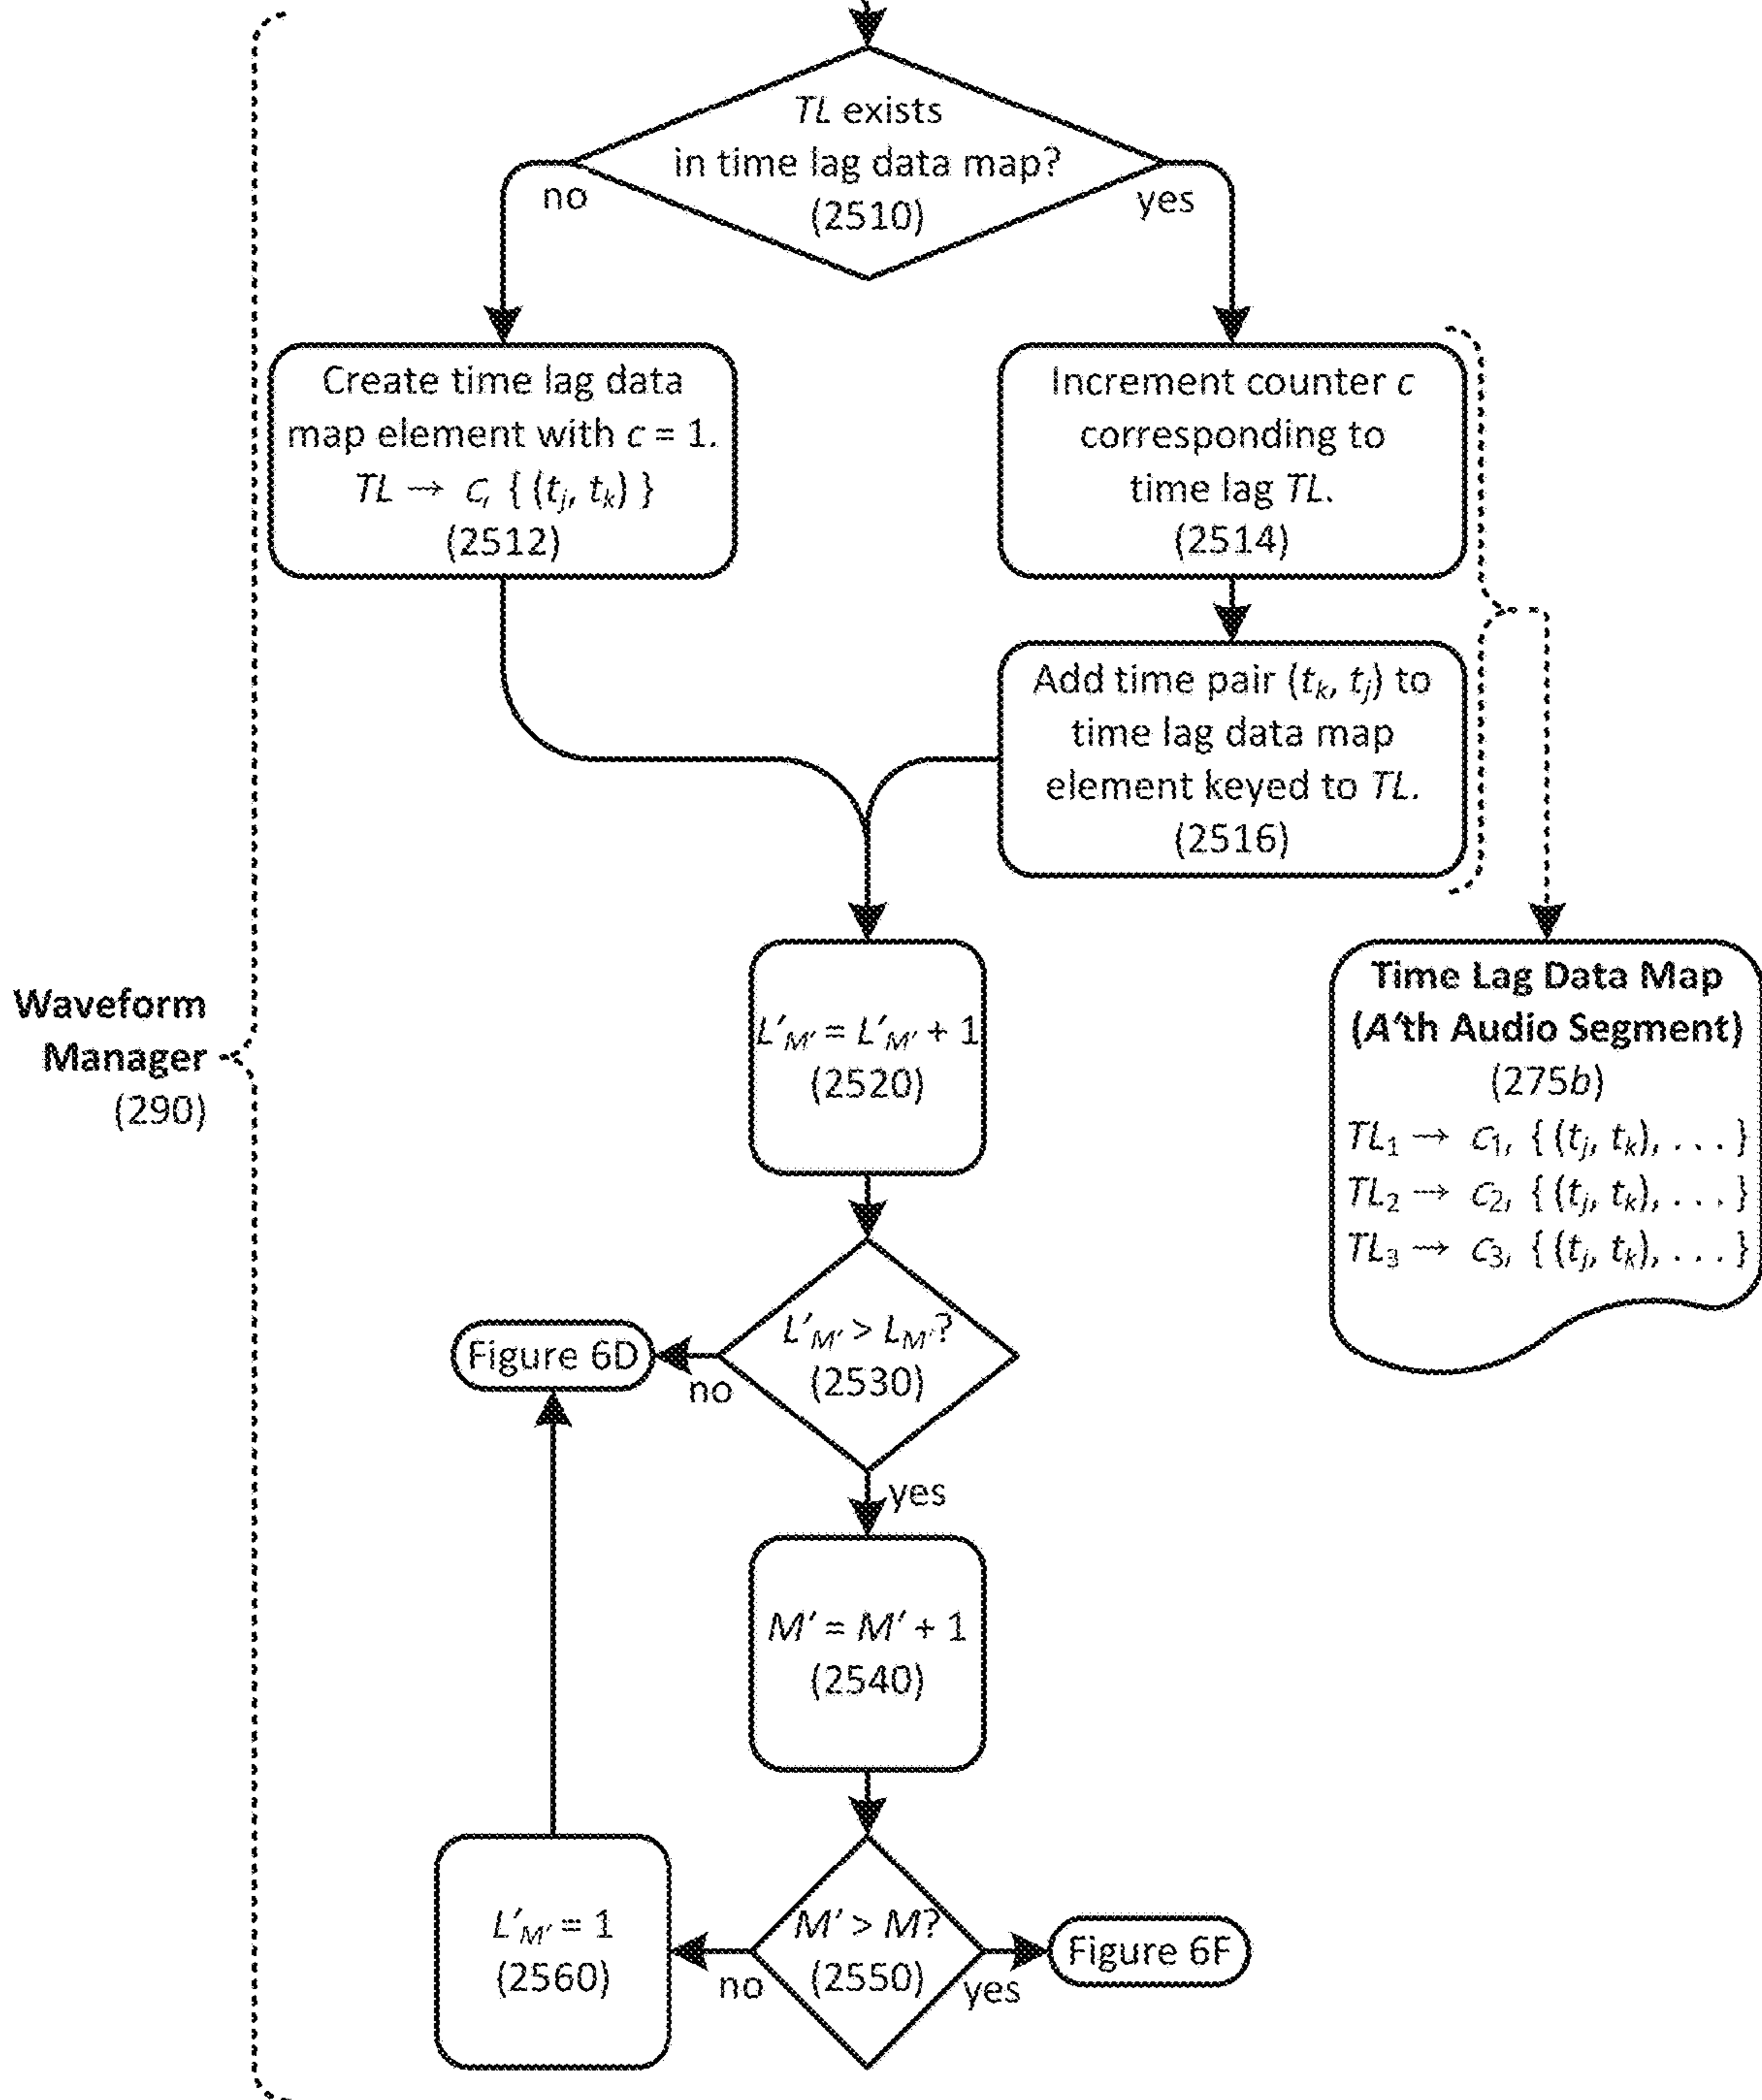 TL exists
in time lag data map?
(2510)
no
yes
Create time lag data
map element with c = 1.
TL → c, { (tj, tk) }
(2512)
Increment counter c
corresponding to
time lag TL.
(2514)
Add time pair (tk, tj) to
time lag data map
element keyed to TL.
(2516)
Waveform
Manager
(290)
L′M′ = L′M′ + 1
(2520)
Time Lag Data Map
(A′th Audio Segment)
(275b)
TL1 → c1, { (tj, tk), . . . }
TL2 → c2, { (tj, tk), . . . }
TL3 → c3, { (tj, tk), . . . }
L′M′ > LM′?
(2530)
Figure 6D
no
yes
M′ = M′ + 1
(2540)
L′M′ = 1
(2560)
M′ > M?
(2550)
no
yes
Figure 6F